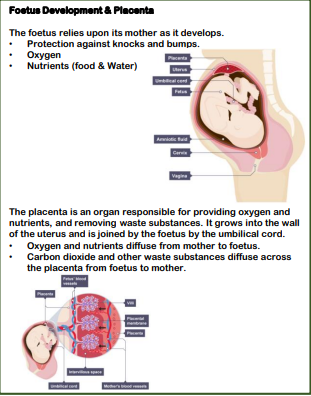 Foetus Development & Placenta
The foetus relies upon its mother as it develops.
• Protection against knocks and bumps.
• Oxygen
• Nutrients (food & Water)
Placenta
Uterus
Umbilical cord
Fetus
Amniotic fluid
Cervix
Vagina
The placenta is an organ responsible for providing oxygen and
nutrients, and removing waste substances. It grows into the wall
of the uterus and is joined by the foetus by the umbilical cord.
• Oxygen and nutrients diffuse from mother to foetus.
• Carbon dioxide and other waste substances diffuse across
the placenta from foetus to mother.
Fetus' blood
vessels
Placenta
Villi
Placental
membrane
Placenta
Intervillous space
Umbilical cord
Mother's blood vessels